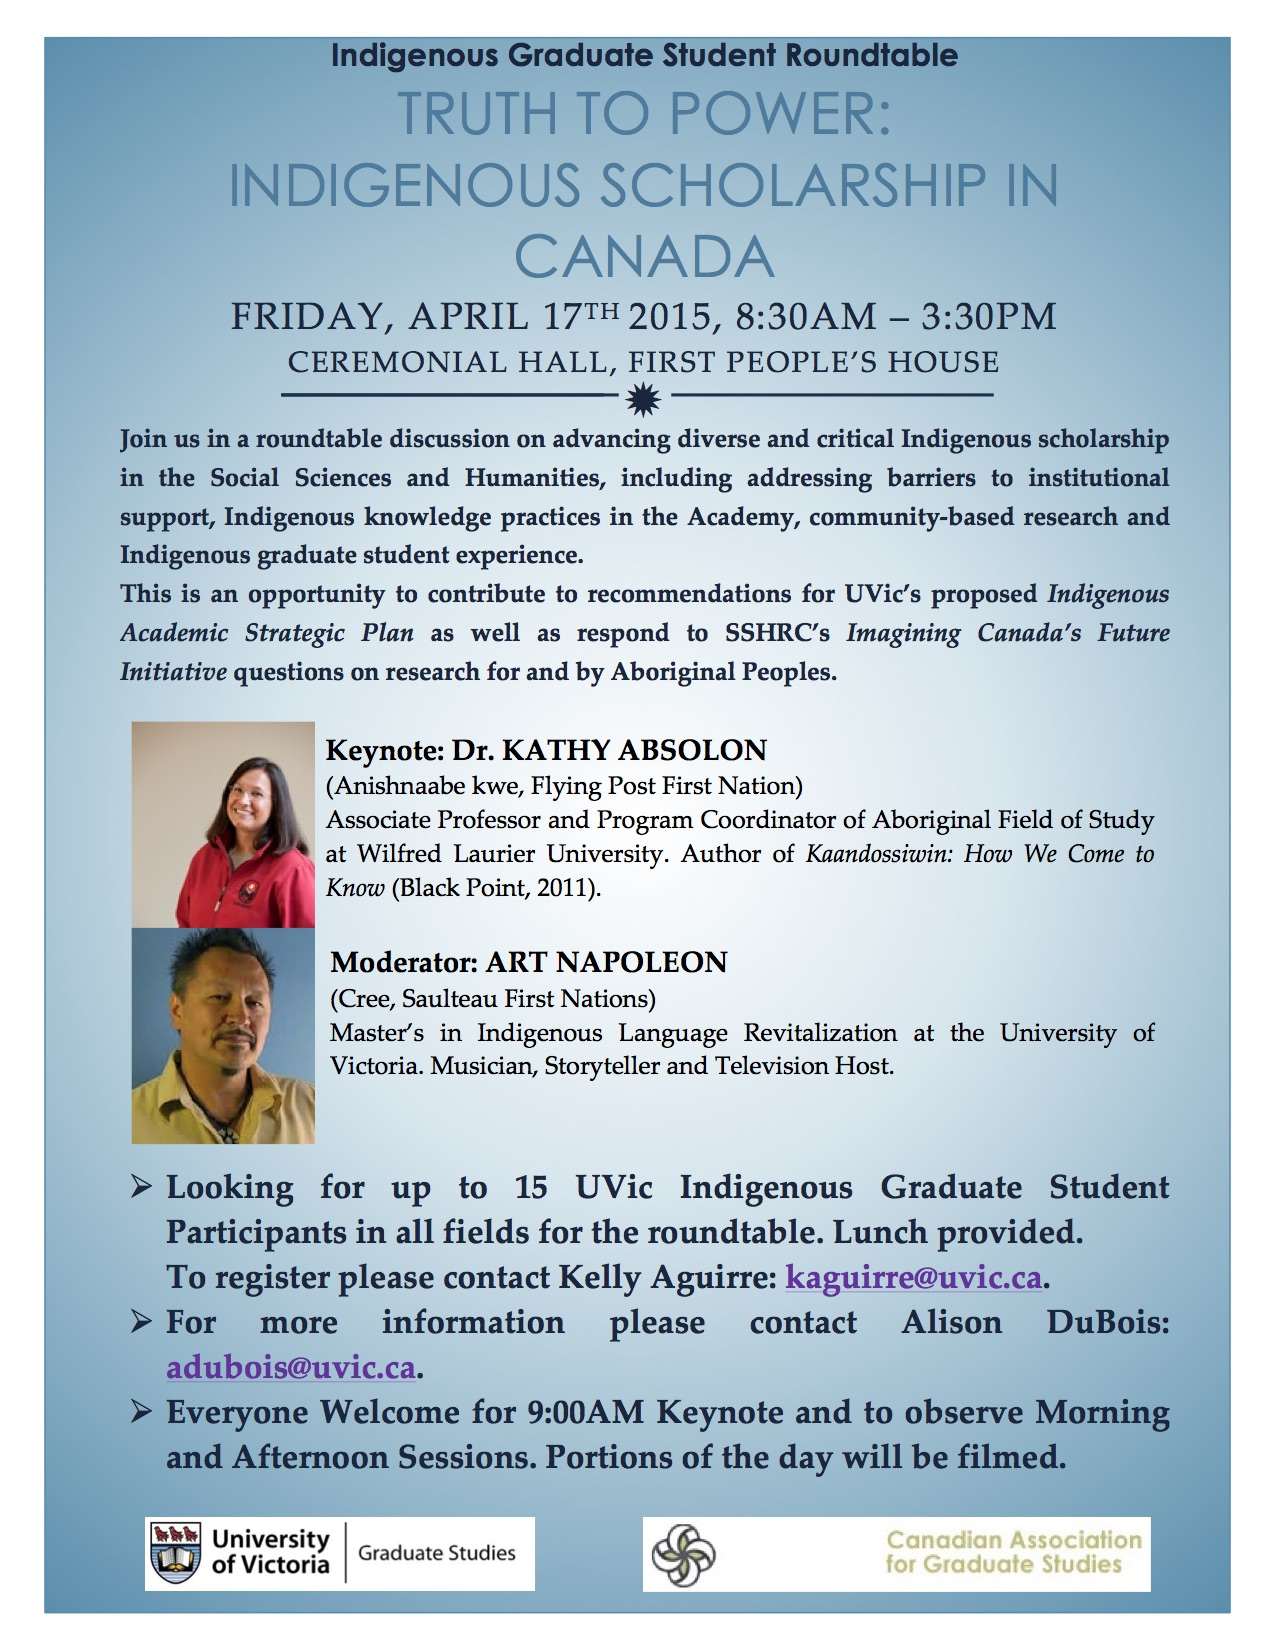 Indigenous Graduate Student Roundtable
TRUTH TO POWER:
INDIGENOUS SCHOLARSHIP IN
CANADA
FRIDAY, APRIL 17TH 2015, 8:30AM – 3:30PM
CEREMONIAL HALL, FIRST PEOPLE'S HOUSE
Join us in a roundtable discussion on advancing diverse and critical Indigenous scholarship
in the Social Sciences and Humanities, including addressing barriers to institutional
support, Indigenous knowledge practices in the Academy, community-based research and
Indigenous graduate student experience.
This is an opportunity to contribute to recommendations for UVic's proposed Indigenous
Academic Strategic Plan as well as respond to SSHRC's Imagining Canada's Future
Initiative questions on research for and by Aboriginal Peoples.
Keynote: Dr. KATHY ABSOLON
(Anishnaabe kwe, Flying Post First Nation)
Associate Professor and Program Coordinator of Aboriginal Field of Study
at Wilfred Laurier University. Author of Kaandossiwin: How We Come to
Know (Black Point, 2011).
Moderator: ART NAPOLEON
(Cree, Saulteau First Nations)
Master's in Indigenous Language Revitalization at the University of
Victoria. Musician, Storyteller and Television Host.
➢ Looking for up to 15 UVic Indigenous Graduate Student
Participants in all fields for the roundtable. Lunch provided.
To register please contact Kelly Aguirre: kaguirre@uvic.ca.
➢ For more information please contact Alison DuBois:
adubois@uvic.ca.
➢ Everyone Welcome for 9:00AM Keynote and to observe Morning
and Afternoon Sessions. Portions of the day will be filmed.
University
of Victoria
Graduate Studies
Canadian Association
for Graduate Studies